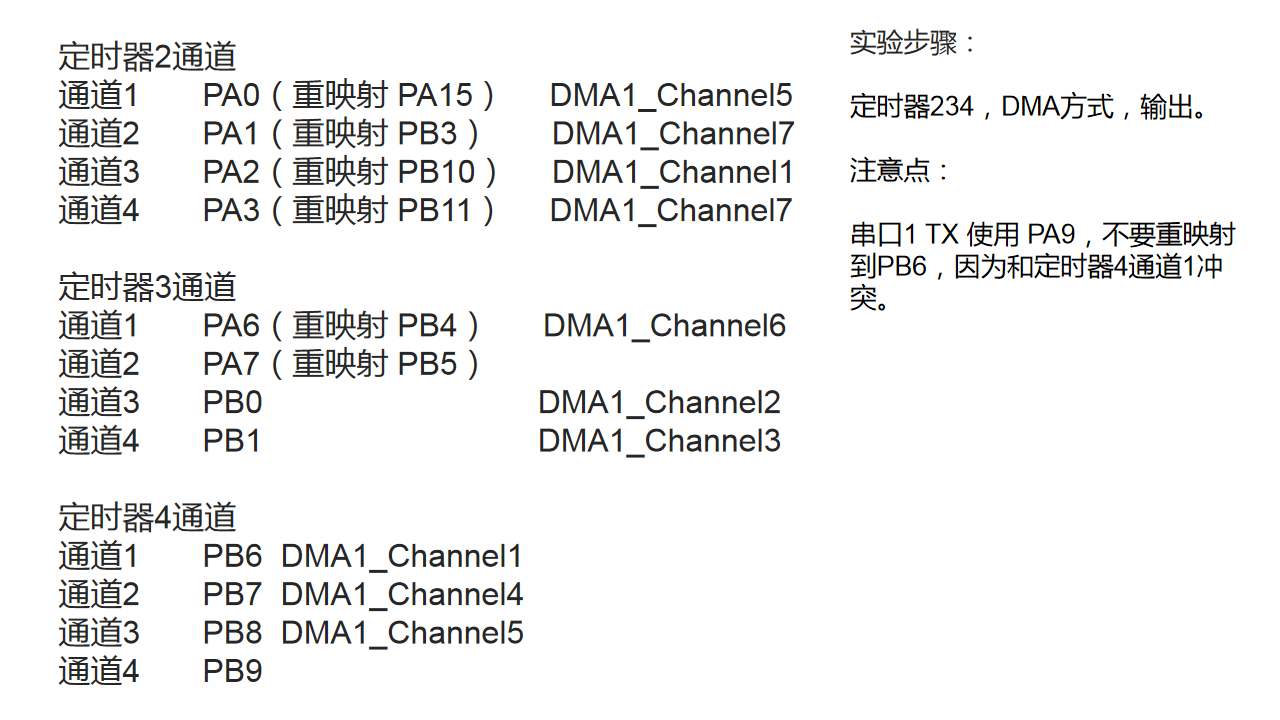 定时器2通道
通道1 PA0（重映射 PA15） DMA1_Channel5
通道2 PA1（重映射 PB3） DMA1_Channel7
通道3 PA2（重映射 PB10） DMA1_Channel1
通道4 PA3（重映射 PB11） DMA1_Channel7
定时器3通道
通道1 PA6（重映射 PB4） DMA1_Channel6
通道2 PA7（重映射 PB5）
通道3 PB0 DMA1_Channel2
通道4 PB1 DMA1_Channel3
定时器4通道
通道1 PB6 DMA1_Channel1
通道2 PB7 DMA1_Channel4
通道3 PB8 DMA1_Channel5
通道4 PB9
实验步骤：
定时器234，DMA方式，输出。
注意点：
串口1 TX 使用 PA9，不要重映射
到PB6，因为和定时器4通道1冲
突。